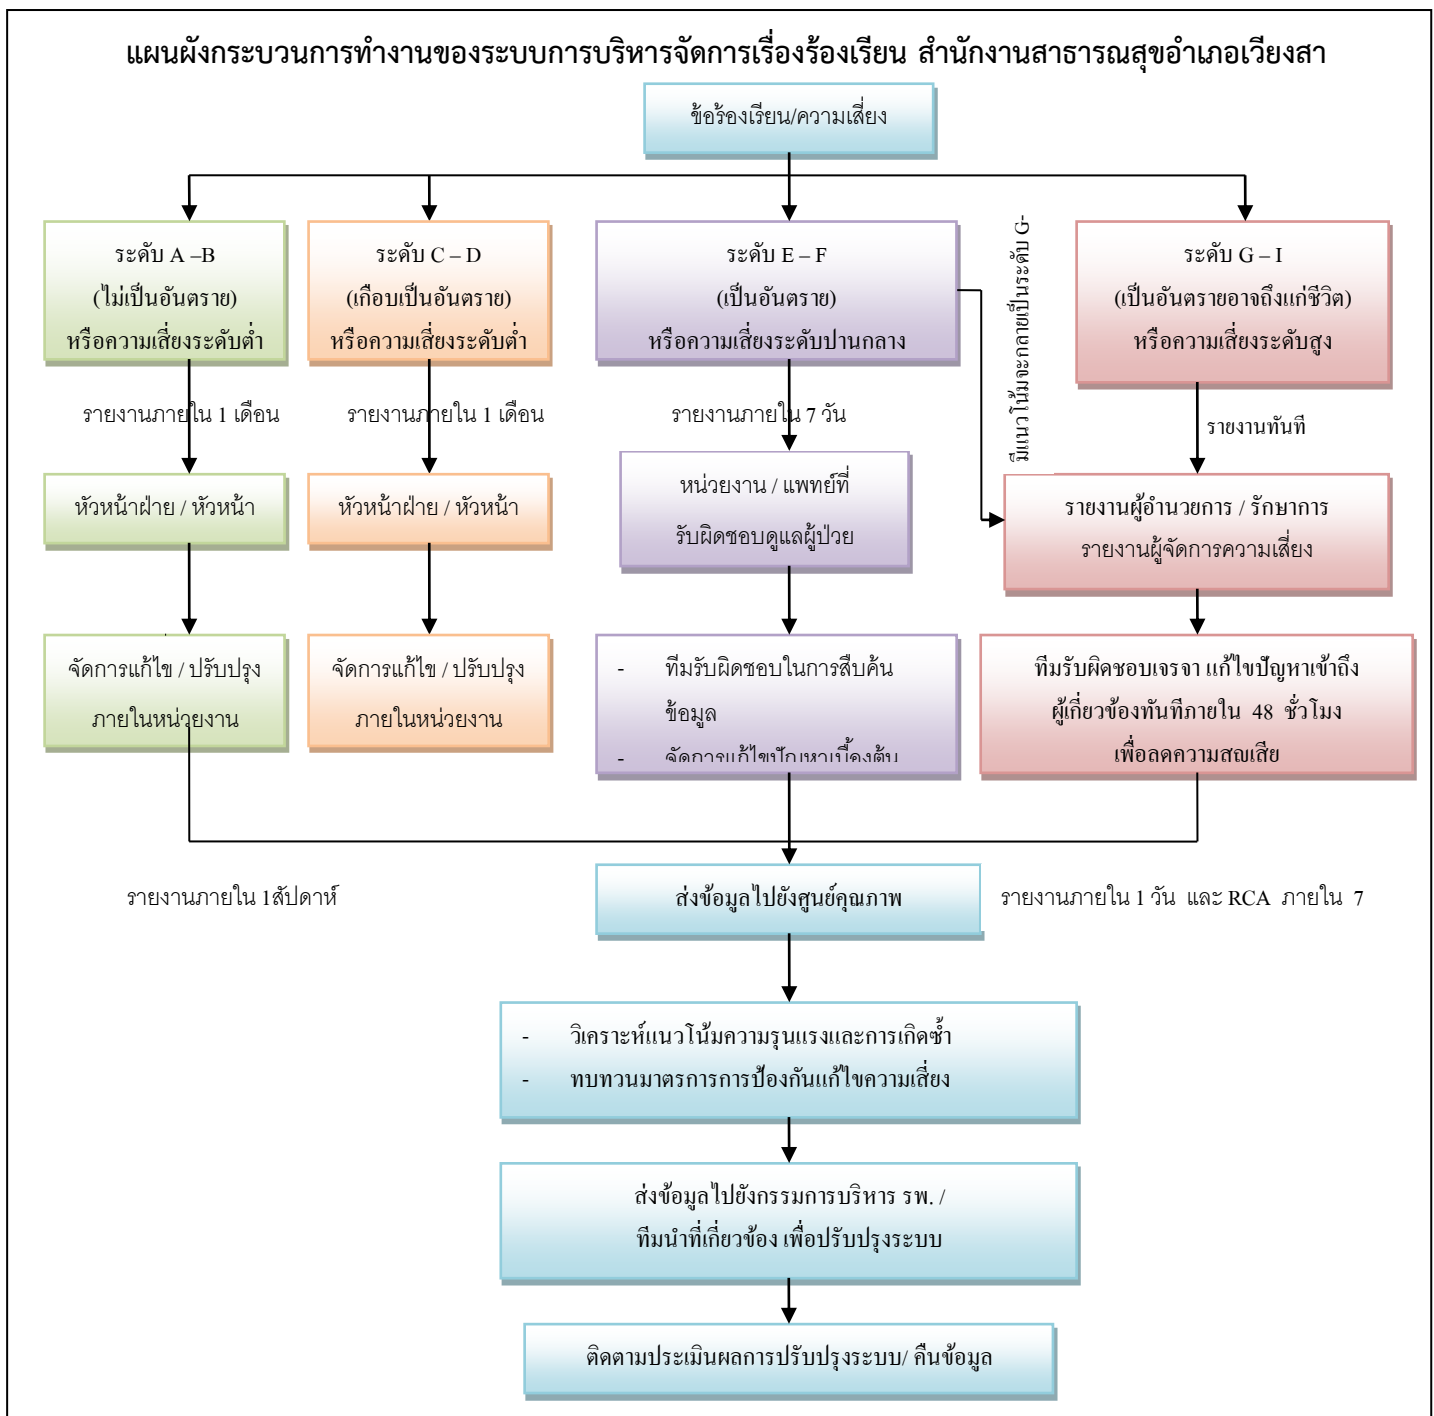 แผนผังกระบวนการทำงานของระบบการบริหารจัดการเรื่องร้องเรียน สำนักงานสาธารณสุขอำเภอเวียงสา
ข้อร้องเรียน/ความเสี่ยง
ระดับ A –B
(ไม่เป็นอันตราย)
หรือความเสี่ยงระดับต่ำ
ระดับ C – D
(เกือบเป็นอันตราย)
หรือความเสี่ยงระดับต่ำ
ระดับ E – F
(เป็นอันตราย)
หรือความเสี่ยงระดับปานกลาง
มีแนวโน้มจะกลายเป็นระดับ G-
ระดับ G – I
(เป็นอันตรายอาจถึงแก่ชีวิต)
หรือความเสี่ยงระดับสูง
รายงานภายใน 1 เดือน
รายงานภายใน 1 เดือน
รายงานภายใน 7 วัน
รายงานทันที
หัวหน้าฝ่าย / หัวหน้า
หัวหน้าฝ่าย / หัวหน้า
หน่วยงาน / แพทย์ที่
รับผิดชอบดูแลผู้ป่วย
รายงานผู้อำนวยการ / รักษาการ
รายงานผู้จัดการความเสี่ยง
จัดการแก้ไข / ปรับปรุง
ภายในหน่วยงาน
จัดการแก้ไข / ปรับปรุง
ภายในหน่วยงาน
- ทีมรับผิดชอบในการสืบค้น
ข้อมูล
- จัดการแก้ไขปัญหาเบื้องต้น
ทีมรับผิดชอบเจรจา แก้ไขปัญหาเข้าถึง
ผู้เกี่ยวข้องทันทีภายใน 48 ชั่วโมง
เพื่อลดความสูญเสีย
รายงานภายใน 1สัปดาห์
ส่งข้อมูลไปยังศูนย์คุณภาพ
รายงานภายใน 1 วัน และ RCA ภายใน 7
- วิเคราะห์แนวโน้มความรุนแรงและการเกิดซ้ำ
- ทบทวนมาตรการการป้องกันแก้ไขความเสี่ยง
ส่งข้อมูลไปยังกรรมการบริหาร รพ. /
ทีมนำที่เกี่ยวข้อง เพื่อปรับปรุงระบบ
ติดตามประเมินผลการปรับปรุงระบบ/ คืนข้อมูล